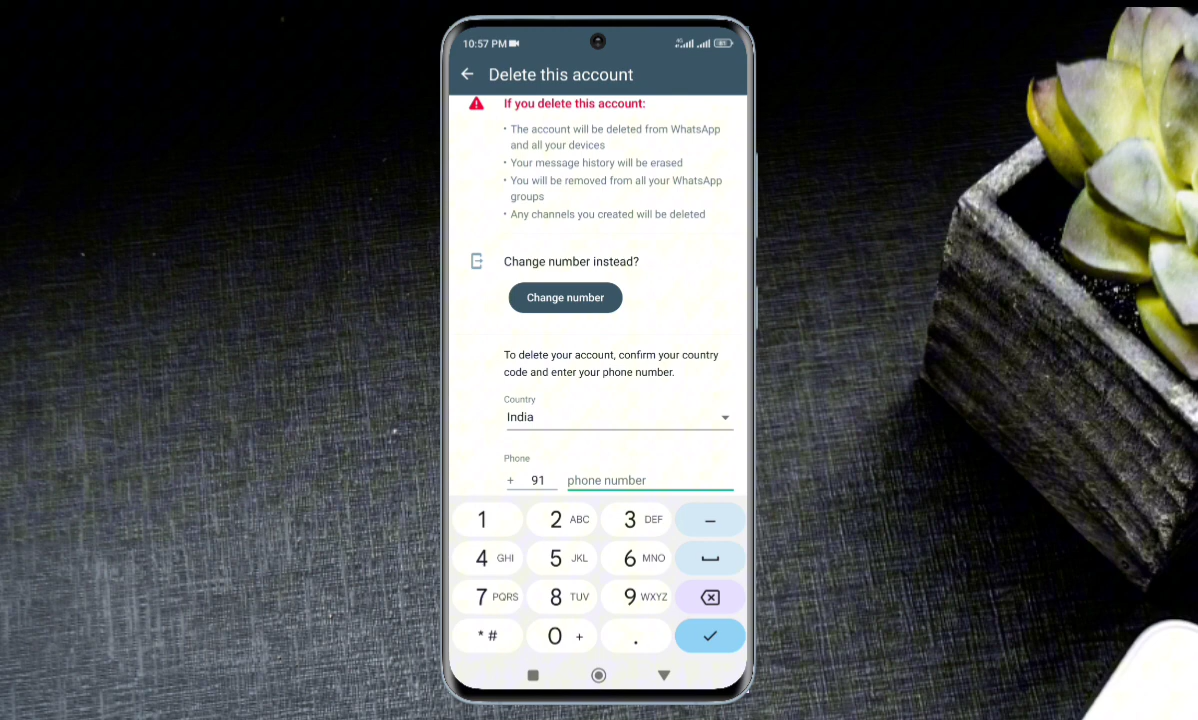 10:57 PM
Delete this account
If you delete this account:
• The account will be deleted from WhatsApp
and all your devices
• Your message history will be erased
• You will be removed from all your WhatsApp
groups
• Any channels you created will be deleted
Change number instead?
Change number
To delete your account, confirm your country
code and enter your phone number.
Country
India
Phone
+ 91 phone number
1 2 ABC 3 DEF –
4 GHI 5 JKL 6 MNO
7 PQRS 8 TUV 9 WXYZ
* # 0 + .